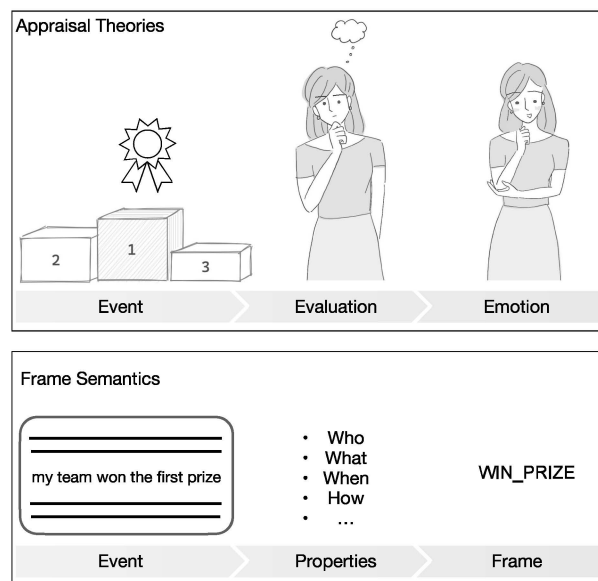 Appraisal Theories
2
1
3
Event
Evaluation
Emotion
Frame Semantics
my team won the first prize
• Who
• What
• When
• How
• ...
WIN_PRIZE
Event
Properties
Frame